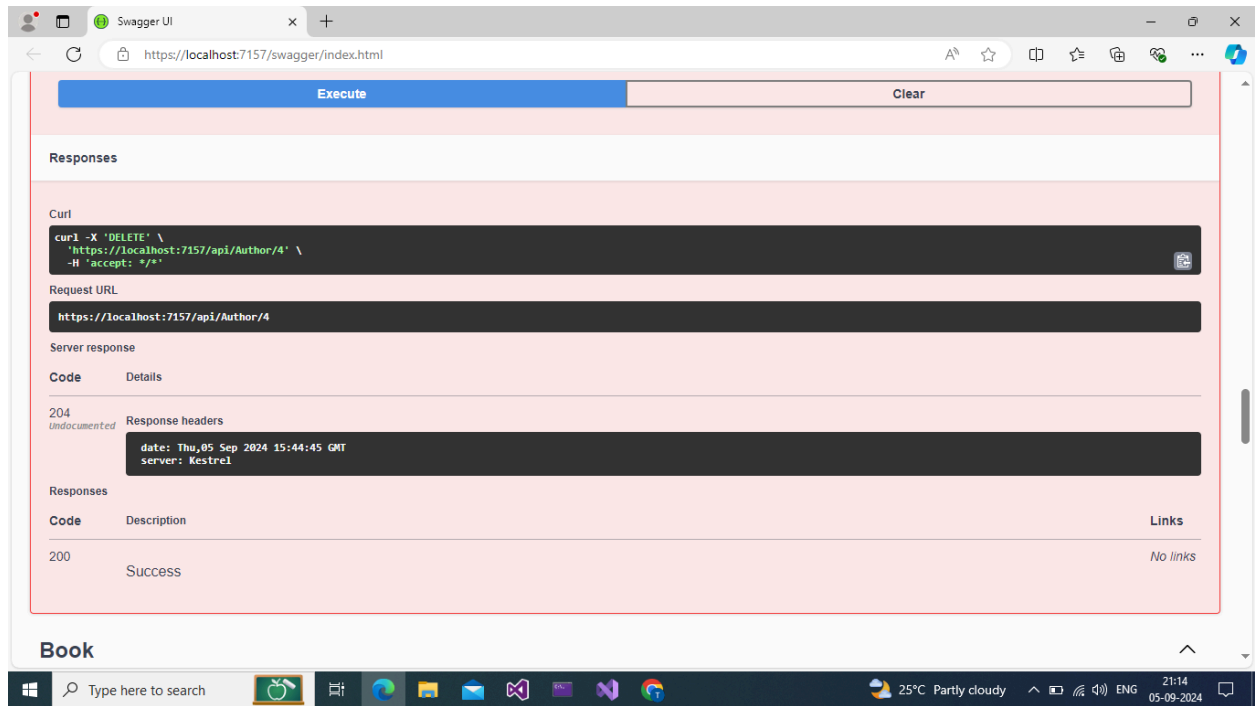 Swagger UI
https://localhost:7157/swagger/index.html
Execute
Clear
Responses
Curl
curl -X 'DELETE' \
'https://localhost:7157/api/Author/4' \
-H 'accept: */*'
Request URL
https://localhost:7157/api/Author/4
Server response
Code Details
204
Undocumented
Response headers
date: Thu,05 Sep 2024 15:44:45 GMT
server: Kestrel
Responses
Code Description Links
200
Success
No links
Book
Type here to search
25°C Partly cloudy
ENG
21:14
05-09-2024